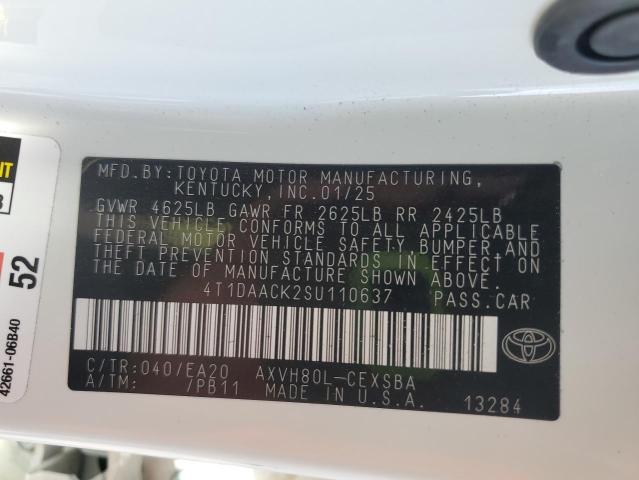 MFD.BY:TOYOTA MOTOR MANUFACTURING,
KENTUCKY,INC.01/25
GVWR 4625LB GAWR FR 2625LB RR 2425LB
THIS VEHICLE CONFORMS TO ALL APPLICABLE
FEDERAL MOTOR VEHICLE SAFETY, BUMPER AND
THEFT PREVENTION STANDARDS IN EFFECT ON
THE DATE OF MANUFACTURE SHOWN ABOVE.
4T1DAACK2SU110637 PASS.CAR
C/TR:040/EA20 AXVH80L-CEXSBA
A/TM: /PB11 MADE IN U.S.A. 13284
52
42661-06B40